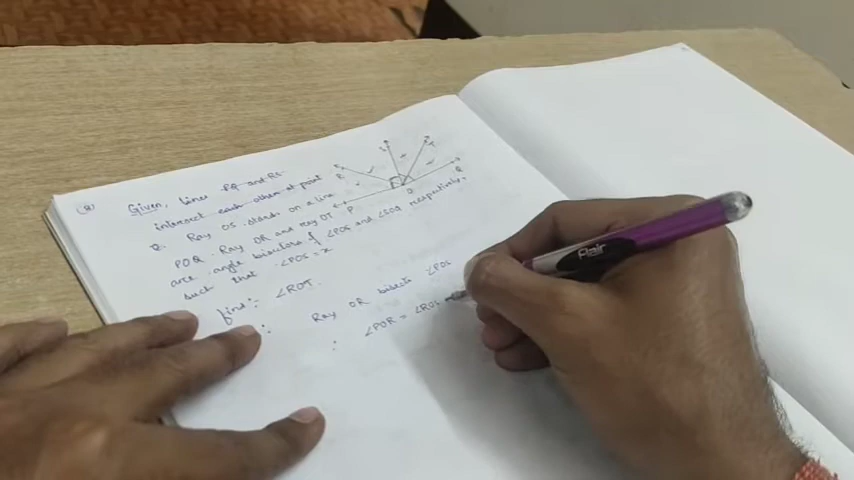 Given, Lines PQ and RS
intersect each other at point
Q. Ray OS stands on a line
POQ. Ray OR and ray OT
are angle bisectors of ∠POS and ∠SOQ respectively.
such that ∠POS = x
find: ∠ROT.
Ray OR bisects ∠POS
∴ ∠POR = ∠ROS
R S T
P O Q
Flair